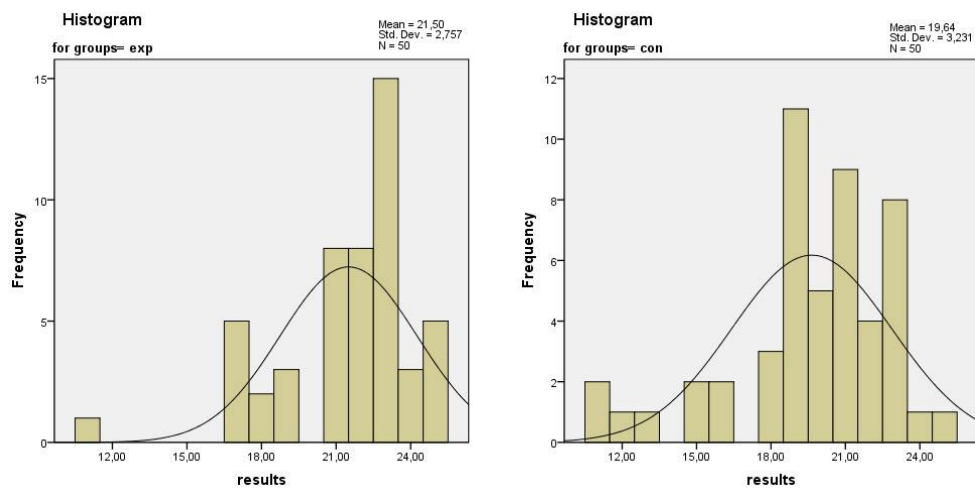 Histogram
for groups= exp
Mean = 21,50
Std. Dev. = 2,757
N = 50
15
10
5
0
Frequency
12,00 15,00 18,00 21,00 24,00
results
Histogram
for groups= con
Mean = 19,64
Std. Dev. = 3,231
N = 50
12
10
8
6
4
2
0
Frequency
12,00 15,00 18,00 21,00 24,00
results